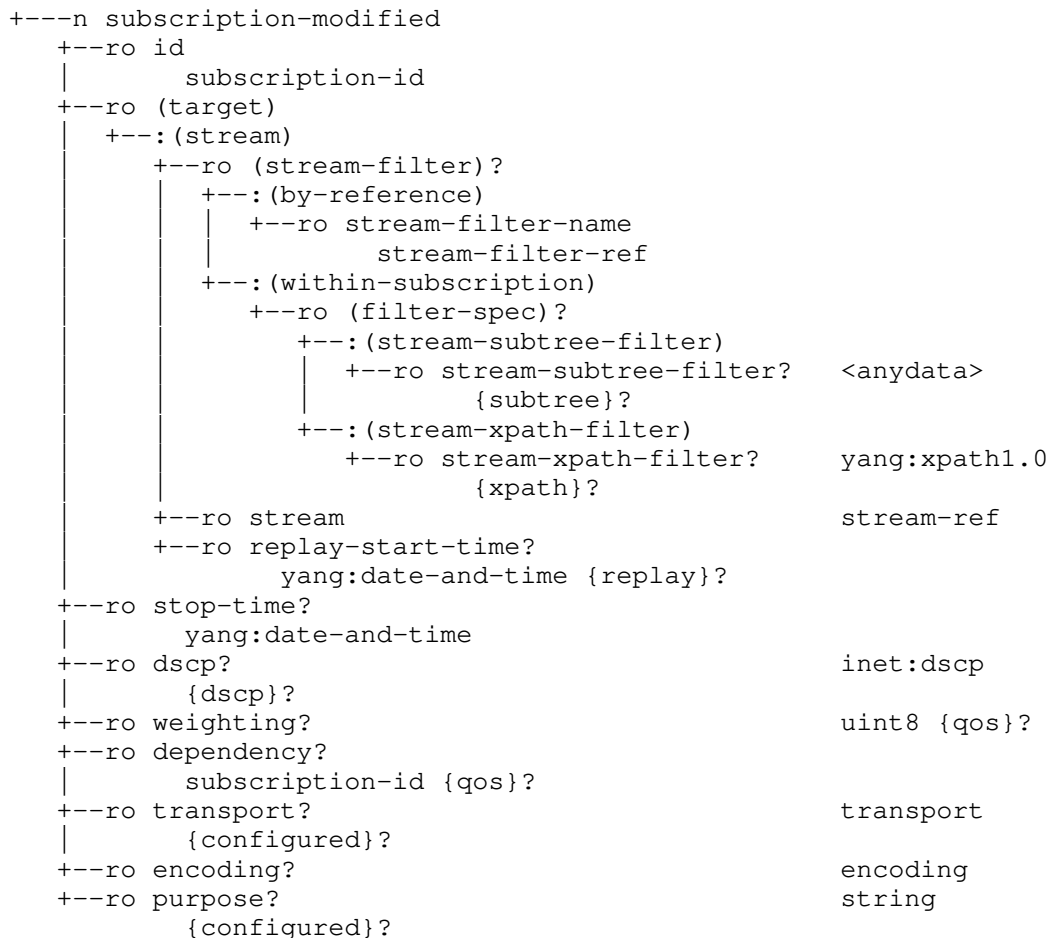 +---n subscription-modified
   +--ro id
   |       subscription-id
   +--ro (target)
   |  +--:(stream)
   |     +--ro (stream-filter)?
   |     |  +--:(by-reference)
   |     |  |  +--ro stream-filter-name
   |     |  |          stream-filter-ref
   |     |  +--:(within-subscription)
   |     |     +--ro (filter-spec)?
   |     |        +--:(stream-subtree-filter)
   |     |        |  +--ro stream-subtree-filter?   <anydata>
   |     |        |          {subtree}?
   |     |        +--:(stream-xpath-filter)
   |     |           +--ro stream-xpath-filter?     yang:xpath1.0
   |     |                   {xpath}?
   |     +--ro stream                               stream-ref
   |     +--ro replay-start-time?
   |             yang:date-and-time {replay}?
   +--ro stop-time?
   |       yang:date-and-time
   +--ro dscp?                                      inet:dscp
   |       {dscp}?
   +--ro weighting?                                 uint8 {qos}?
   +--ro dependency?
   |       subscription-id {qos}?
   +--ro transport?                                 transport
   |       {configured}?
   +--ro encoding?                                  encoding
   +--ro purpose?                                   string
           {configured}?